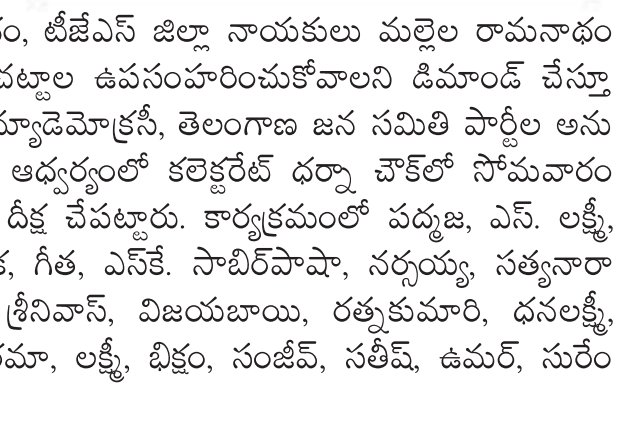 టీజేఎస్ జిల్లా నాయకులు మల్లెల రామనాథం
చట్టాల ఉపసంహరించుకోవాలని డిమాండ్ చేస్తూ
న్యూడెమోక్రసీ, తెలంగాణ జన సమితి పార్టీల అను
ఆధ్వర్యంలో కలెక్టరేట్ ధర్నా చౌక్‌లో సోమవారం
దీక్ష చేపట్టారు. కార్యక్రమంలో పద్మజ, ఎస్. లక్ష్మీ,
గీత, ఎస్‌కే. సాబిర్‌పాషా, నర్సయ్య, సత్యనారా
శ్రీనివాస్, విజయబాయి, రత్నకుమారి, ధనలక్ష్మీ,
లక్ష్మీ, భిక్షం, సంజీవ్, సతీష్, ఉమర్, సురేం